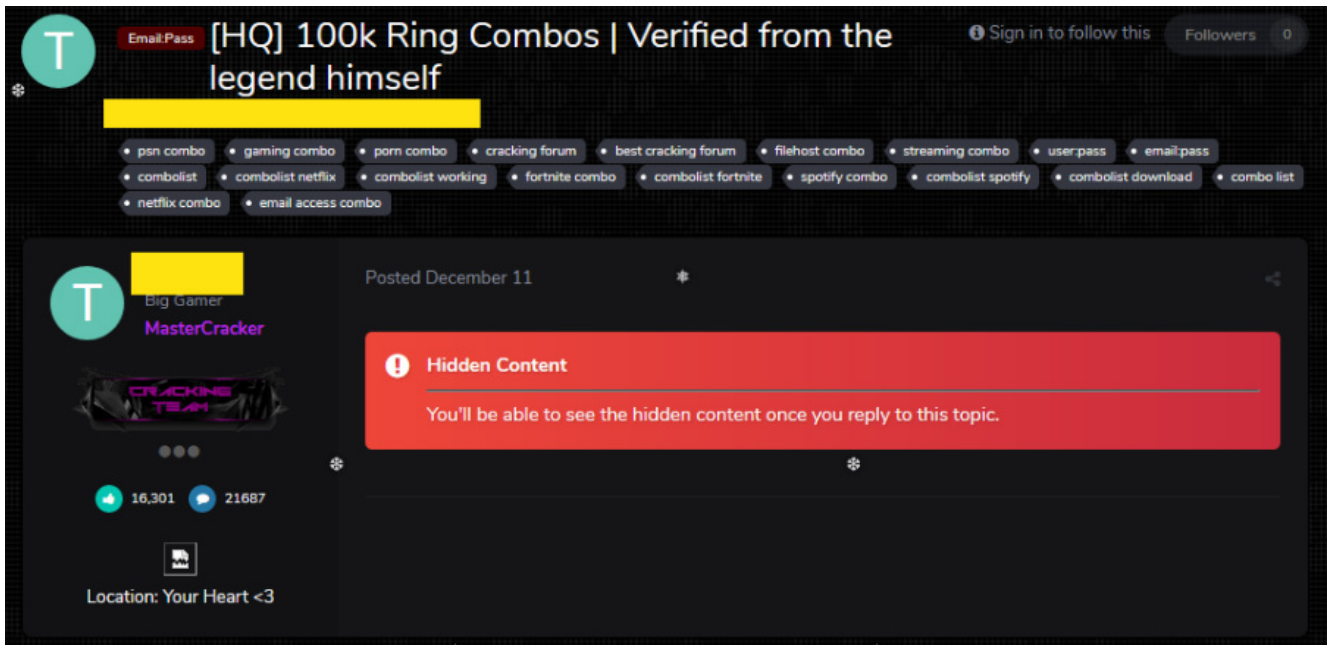 T
Email:Pass [HQ] 100k Ring Combos | Verified from the
legend himself
Sign in to follow this Followers 0
psn combo gaming combo porn combo cracking forum best cracking forum filehost combo streaming combo user:pass email:pass
combolist combolist netflix combolist working fortnite combo combolist fortnite spotify combo combolist spotify combolist download combo list
netflix combo email access combo
T
Big Gamer
MasterCracker
CRACKING
TEAM
16,301 21687
Location: Your Heart <3
Posted December 11
Hidden Content
You'll be able to see the hidden content once you reply to this topic.